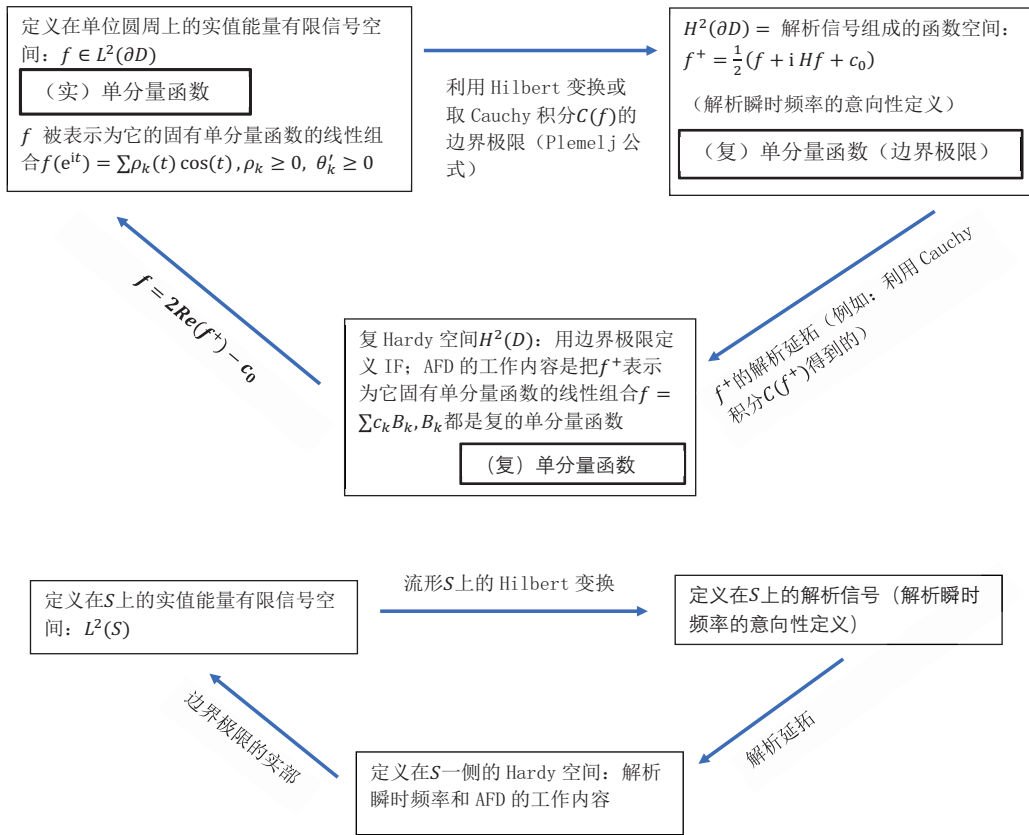 定义在单位圆周上的实值能量有限信号空
间：f ∈ L²(∂D)
（实）单分量函数
f 被表示为它的固有单分量函数的线性组
合f(e^{it}) = ∑ρ_k(t) cos(t), ρ_k ≥ 0, θ′_k ≥ 0
利用 Hilbert 变换或
取 Cauchy 积分C(f)的
边界极限（Plemelj 公
式）
H²(∂D) = 解析信号组成的函数空间：
f⁺ = ½(f + i Hf + c₀)
（解析瞬时频率的意向性定义）
（复）单分量函数（边界极限）
f = 2Re(f⁺) − c₀
复 Hardy 空间H²(D)：用边界极限定
义 IF；AFD 的工作内容是把f⁺表示
为它固有单分量函数的线性组合f =
∑c_k B_k, B_k都是复的单分量函数
（复）单分量函数
f⁺的解析延拓（例如：利用 Cauchy
积分C(f⁺)得到的）
定义在S上的实值能量有限信号空
间：L²(S)
流形S上的 Hilbert 变换
定义在S上的解析信号（解析瞬时
频率的意向性定义）
边界极限的实部
定义在S一侧的 Hardy 空间：解析
瞬时频率和 AFD 的工作内容
解析延拓